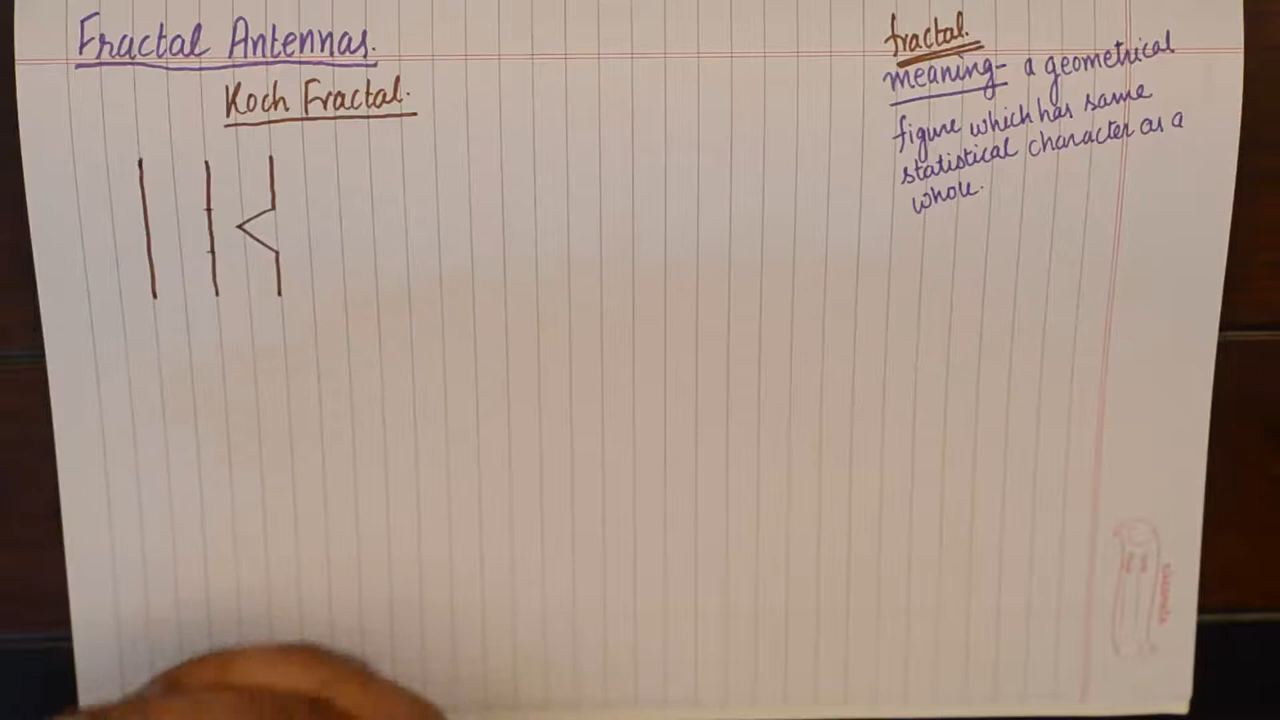 Fractal Antennas.
Koch Fractal.
fractal.
meaning- a geometrical
figure which has same
statistical character as a
whole.